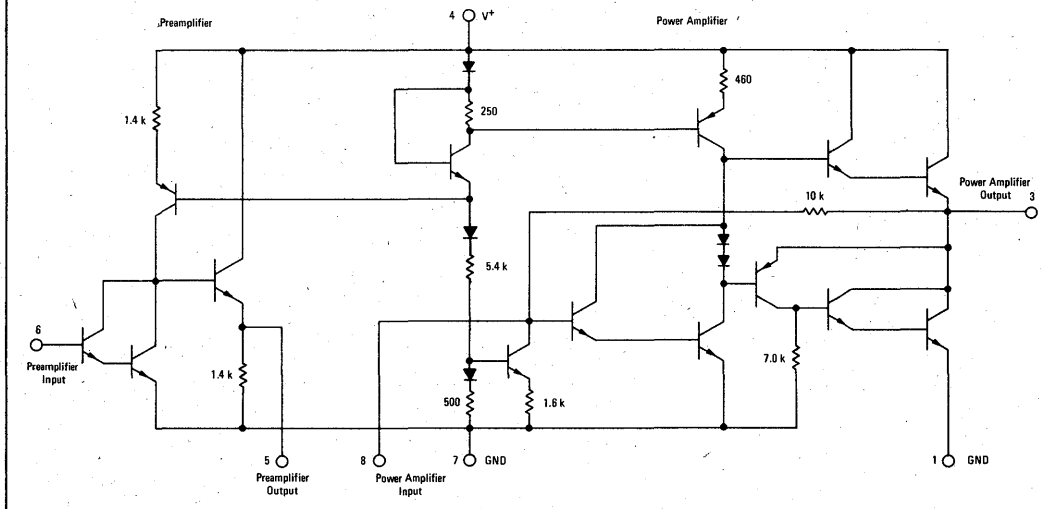 Preamplifier
4 V+
Power Amplifier
460
1.4 k
250
Power Amplifier
Output 3
10 k
5.4 k
6
Preamplifier
Input
7.0 k
1.4 k
500
1.6 k
5
Preamplifier
Output
8
Power Amplifier
Input
7 GND
1 GND